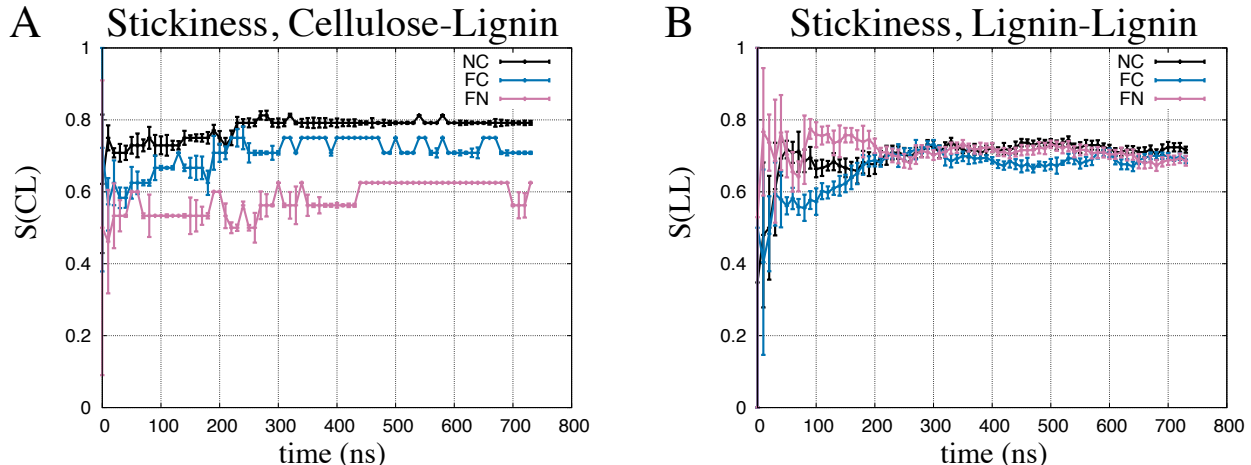 A
Stickiness, Cellulose-Lignin
NC
FC
FN
1
0.8
0.6
0.4
0.2
0
S(CL)
0 100 200 300 400 500 600 700 800
time (ns)
B
Stickiness, Lignin-Lignin
NC
FC
FN
1
0.8
0.6
0.4
0.2
0
S(LL)
0 100 200 300 400 500 600 700 800
time (ns)